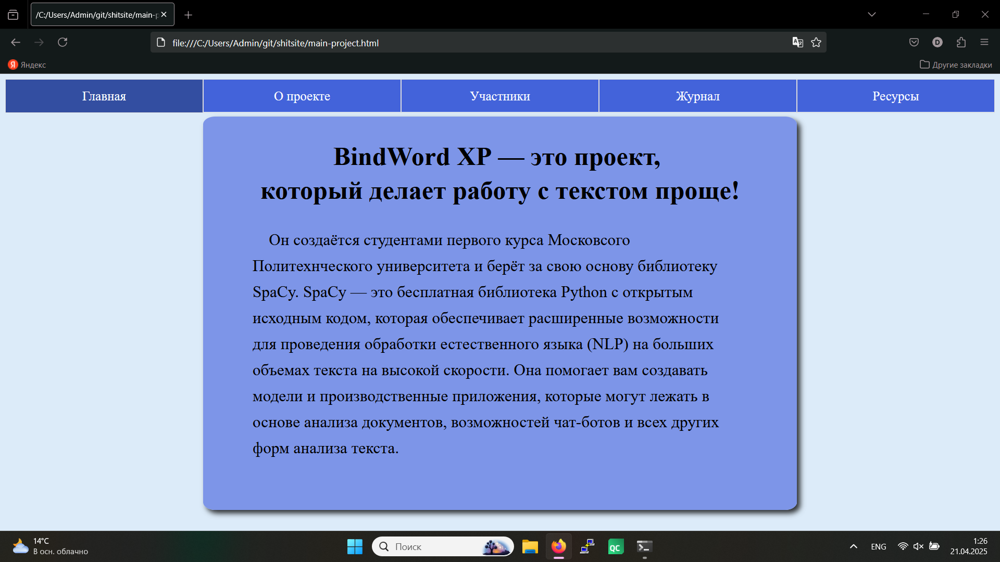 /C:/Users/Admin/git/shitsite/main-p
file:///C:/Users/Admin/git/shitsite/main-project.html
D
Я Яндекс
Другие закладки
Главная
О проекте
Участники
Журнал
Ресурсы
BindWord XP — это проект,
который делает работу с текстом проще!
Он создаётся студентами первого курса Московсого
Политехнческого университета и берёт за свою основу библиотеку
SpaCy. SpaCy — это бесплатная библиотека Python с открытым
исходным кодом, которая обеспечивает расширенные возможности
для проведения обработки естественного языка (NLP) на больших
объемах текста на высокой скорости. Она помогает вам создавать
модели и производственные приложения, которые могут лежать в
основе анализа документов, возможностей чат-ботов и всех других
форм анализа текста.
14°C
В осн. облачно
Поиск
QC
ENG
1:26
21.04.2025